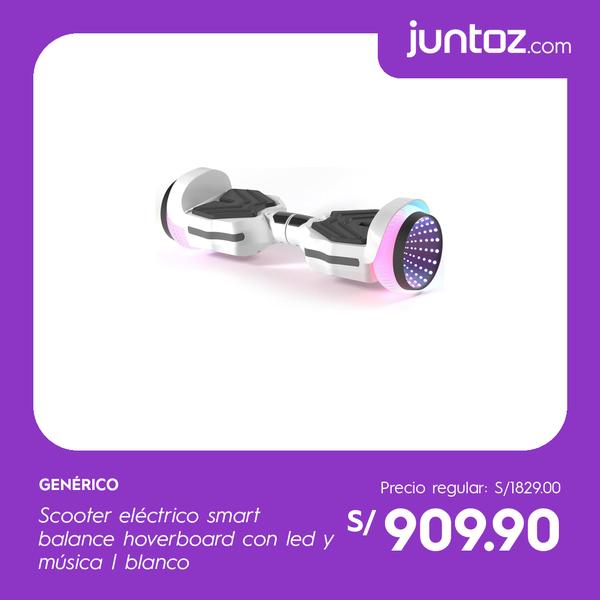 juntoz.com
GENÉRICO
Scooter eléctrico smart
balance hoverboard con led y
música | blanco
Precio regular: S/1829.00
S/ 909.90